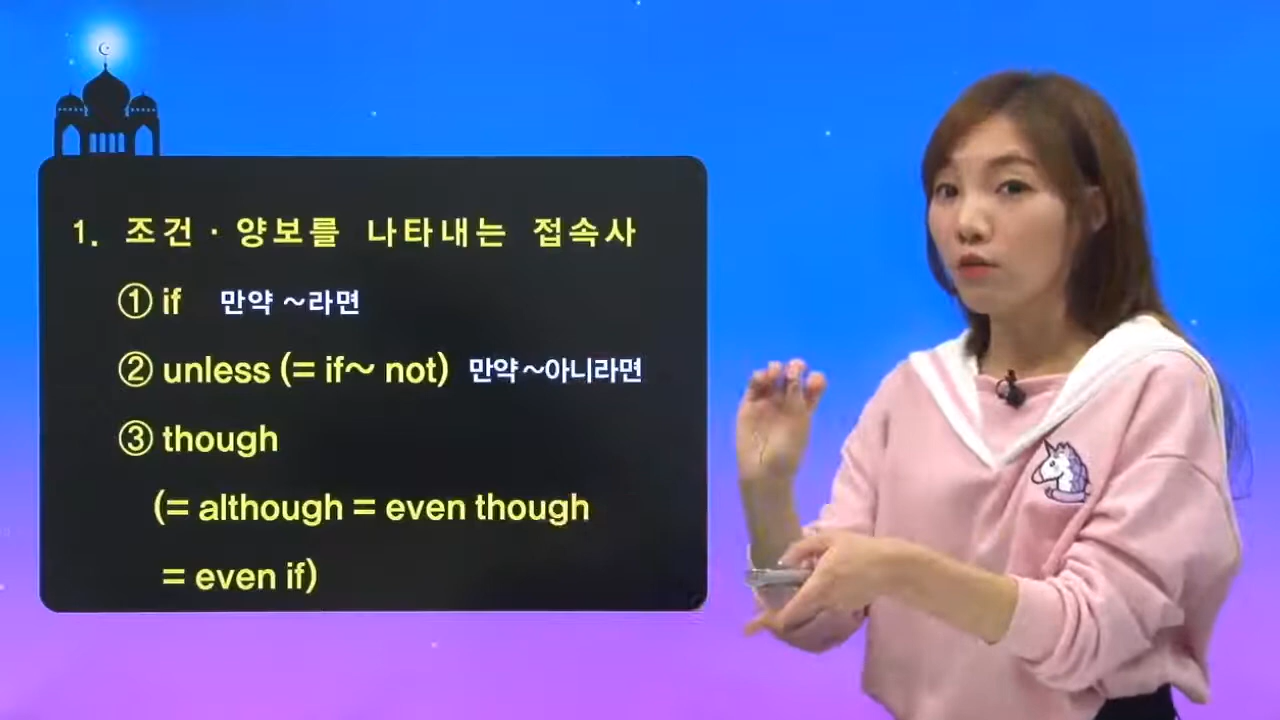 1. 조건 · 양보를 나타내는 접속사
① if 만약 ~라면
② unless (= if~ not) 만약~아니라면
③ though
(= although = even though
= even if)